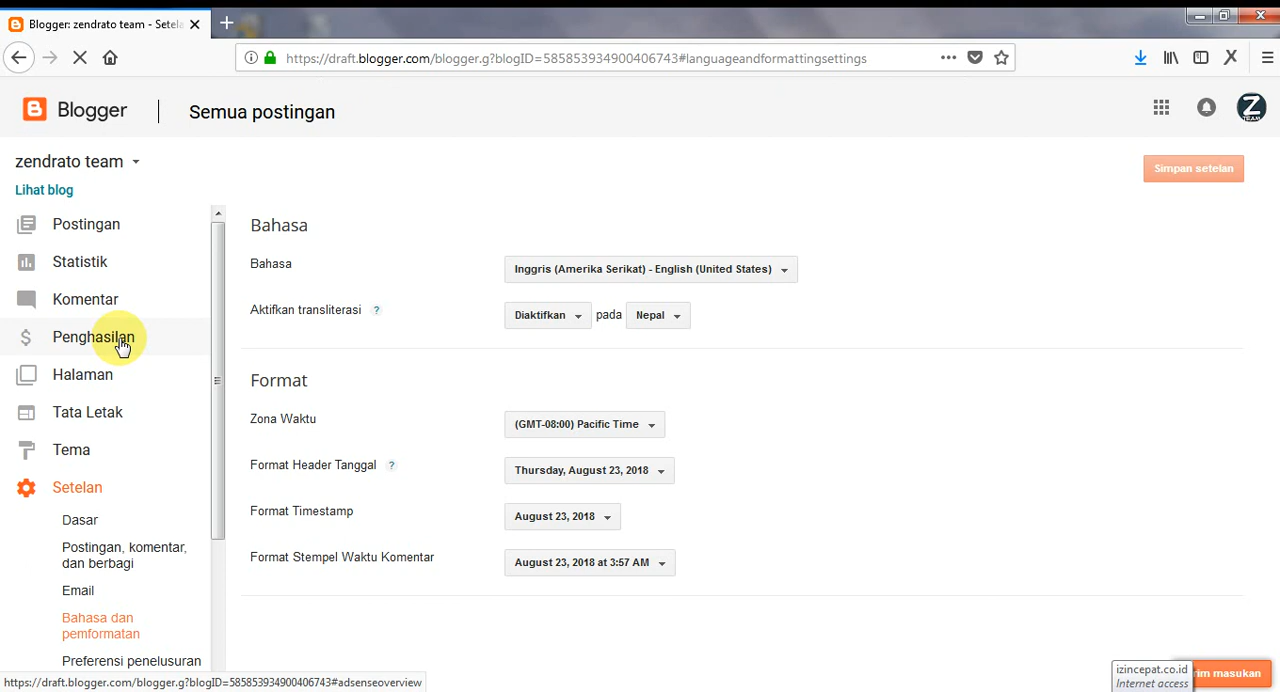 Blogger: zendrato team - Setela
https://draft.blogger.com/blogger.g?blogID=585853934900406743#languageandformattingsettings
Blogger
Semua postingan
Z
TEAM
zendrato team
Lihat blog
Simpan setelan
Postingan
Statistik
Komentar
Penghasilan
Halaman
Tata Letak
Tema
Setelan
Dasar
Postingan, komentar,
dan berbagi
Email
Bahasa dan
pemformatan
Preferensi penelusuran
Bahasa
Bahasa
Inggris (Amerika Serikat) - English (United States)
Aktifkan transliterasi ?
Diaktifkan pada Nepal
Format
Zona Waktu
(GMT-08:00) Pacific Time
Format Header Tanggal ?
Thursday, August 23, 2018
Format Timestamp
August 23, 2018
Format Stempel Waktu Komentar
August 23, 2018 at 3:57 AM
https://draft.blogger.com/blogger.g?blogID=585853934900406743#adsenseoverview
izincepat.co.id
Internet access
rim masukan